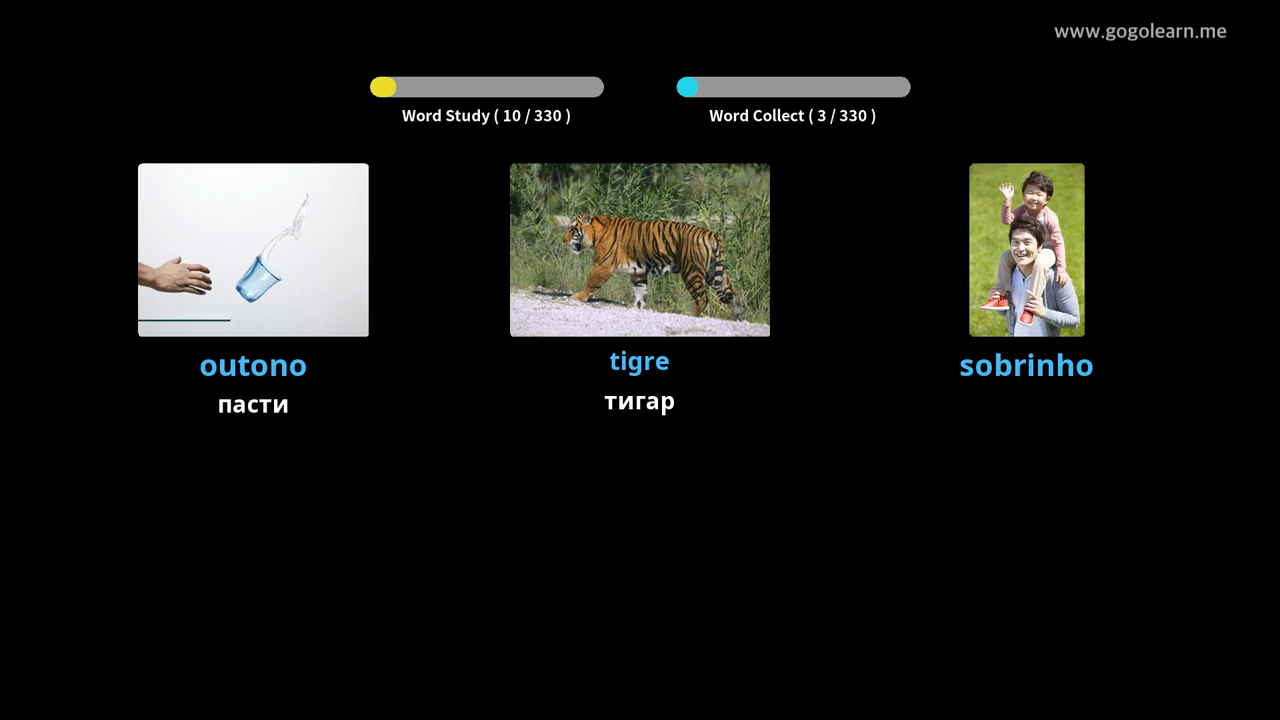 www.gogolearn.me
Word Study ( 10 / 330 )
Word Collect ( 3 / 330 )
outono
пасти
tigre
тигар
sobrinho